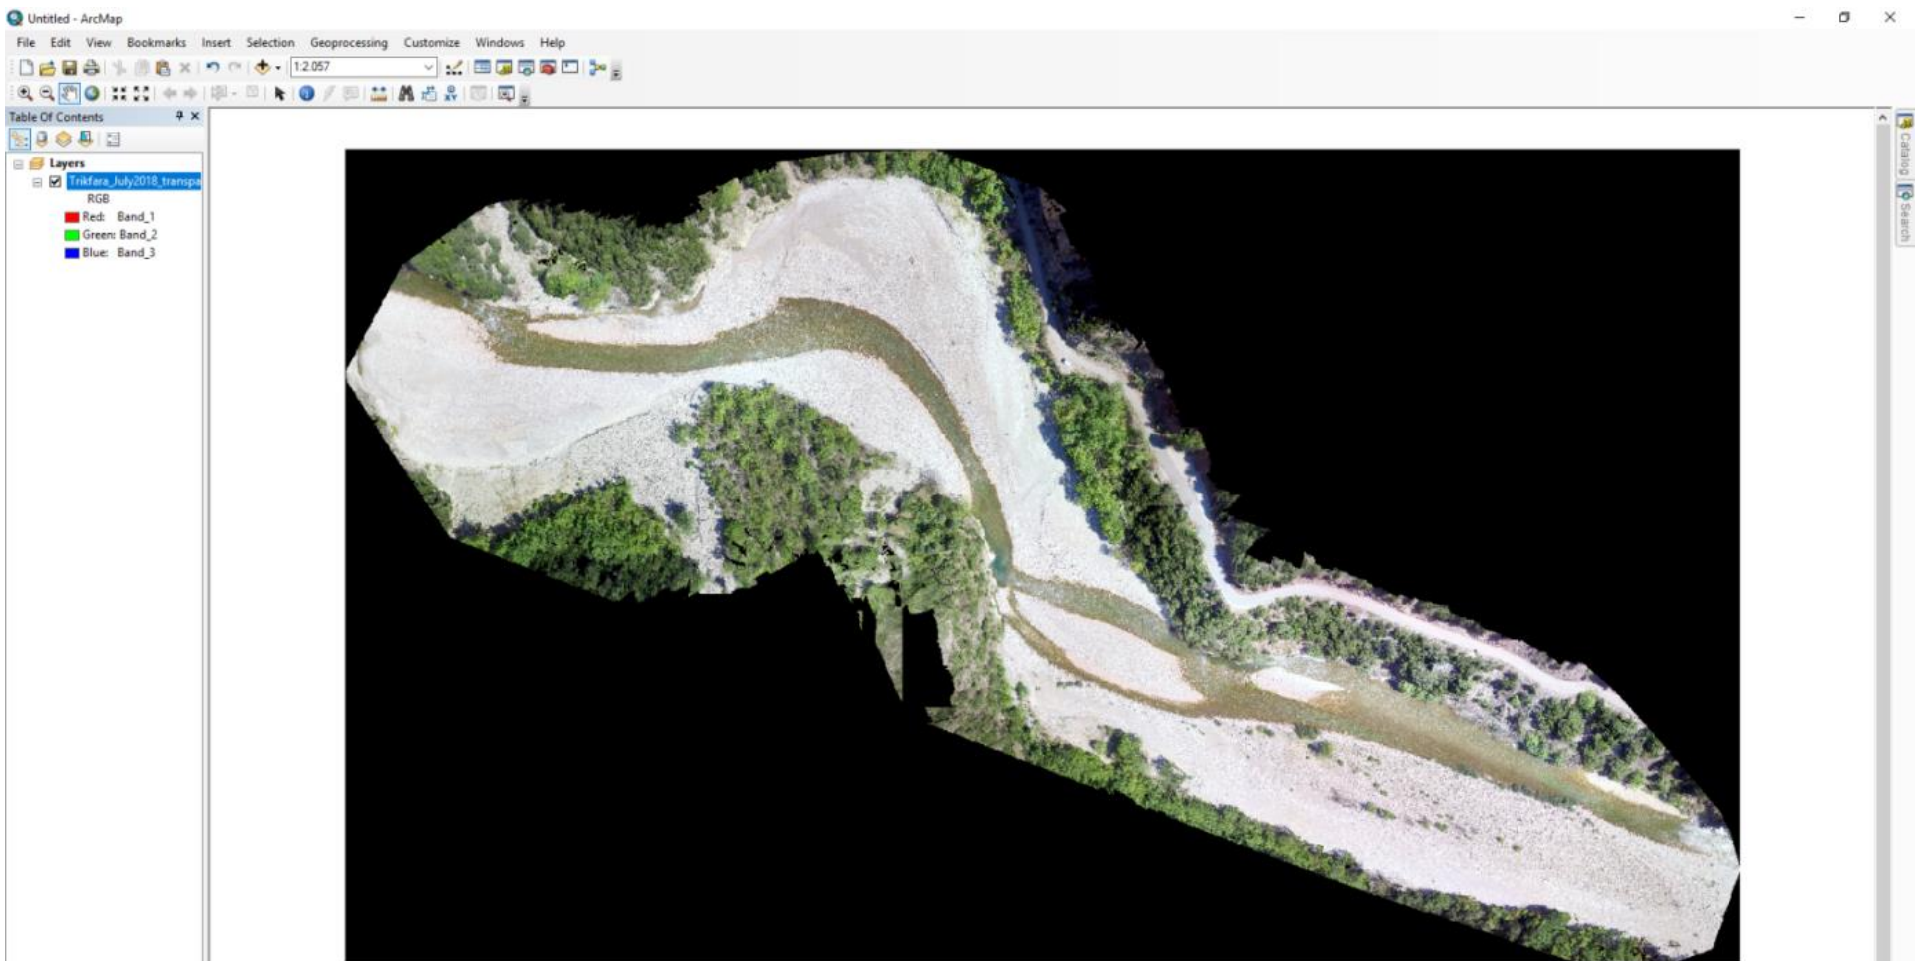 Untitled - ArcMap
File Edit View Bookmarks Insert Selection Geoprocessing Customize Windows Help
1:2.057
Table Of Contents
Layers
Trikfara_July2018_transpa
RGB
Red: Band_1
Green: Band_2
Blue: Band_3
Catalog
Search